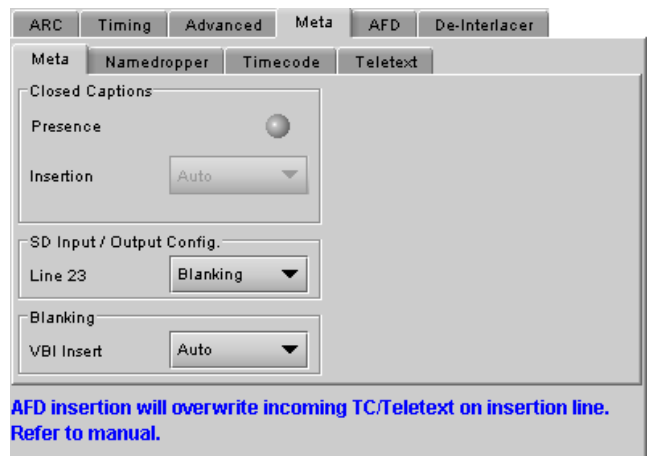 ARC Timing Advanced Meta AFD De-Interlacer
Meta Namedropper Timecode Teletext
Closed Captions
Presence
Insertion Auto
SD Input / Output Config.
Line 23 Blanking
Blanking
VBI Insert Auto
AFD insertion will overwrite incoming TC/Teletext on insertion line.
Refer to manual.